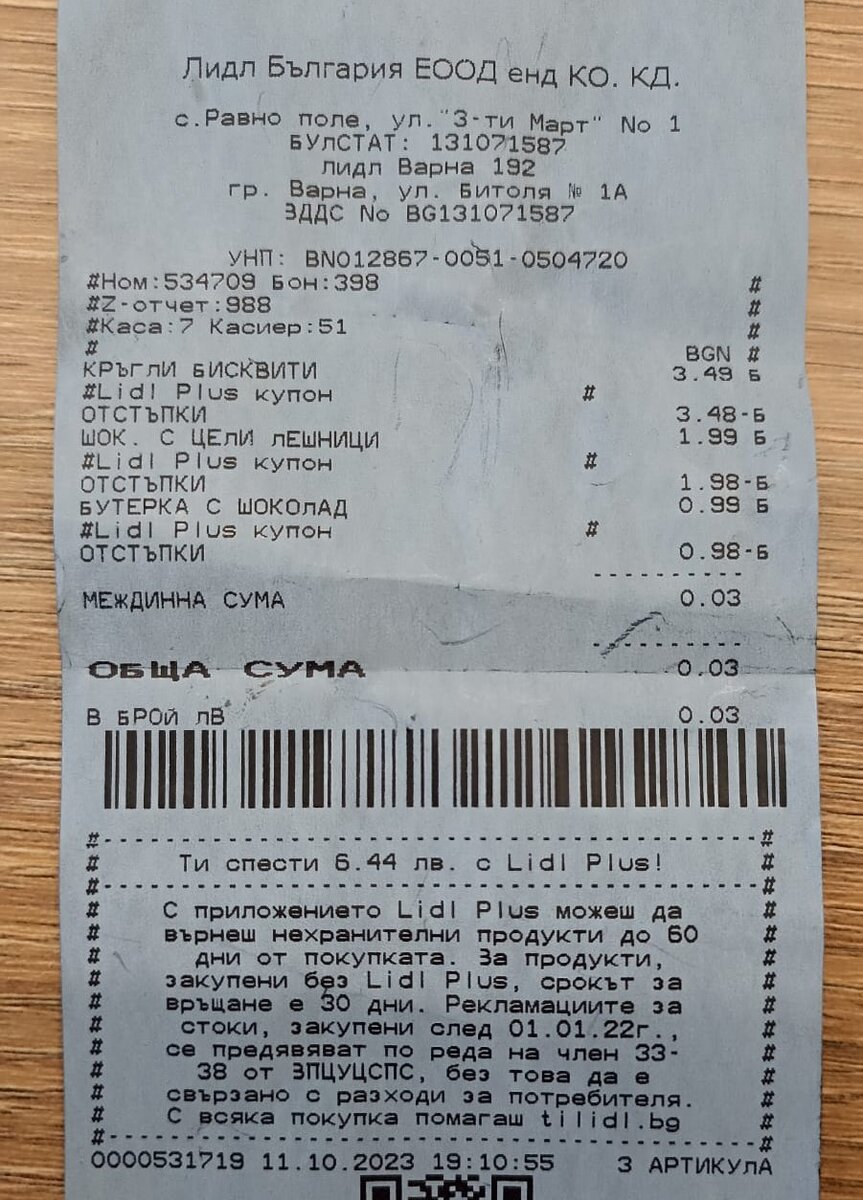 Лидл България ЕООД енд КО. КД.
с.Равно поле, ул."3-ти Март" No 1
БУЛСТАТ: 131071587
Лидл Варна 192
гр. Варна, ул. Битоля № 1А
ЗДДС No BG131071587
УНП: BN012867-0051-0504720
#Ном:534709 Бон:398 #
#Z-отчет:988 #
#Каса:7 Касиер:51 #
# BGN #
КРЪГЛИ БИСКВИТИ 3.49 Б
#Lidl Plus купон #
ОТСТЪПКИ 3.48-Б
ШОК. С ЦЕЛИ ЛЕШНИЦИ 1.99 Б
#Lidl Plus купон #
ОТСТЪПКИ 1.98-Б
БУТЕРКА С ШОКОЛАД 0.99 Б
#Lidl Plus купон #
ОТСТЪПКИ 0.98-Б
МЕЖДИННА СУМА 0.03
ОБЩА СУМА 0.03
В БРОЙ ЛВ 0.03
# Ти спести 6.44 лв. с Lidl Plus! #
# С приложението Lidl Plus можеш да #
# върнеш нехранителни продукти до 60 #
# дни от покупката. За продукти, #
# закупени без Lidl Plus, срокът за #
# връщане е 30 дни. Рекламациите за #
# стоки, закупени след 01.01.22г., #
# се предявяват по реда на член 33- #
# 38 от ЗПЦУЦСПС, без това да е #
# свързано с разходи за потребителя. #
# С всяка покупка помагаш tilidl.bg #
0000531719 11.10.2023 19:10:55 3 АРТИКУЛА